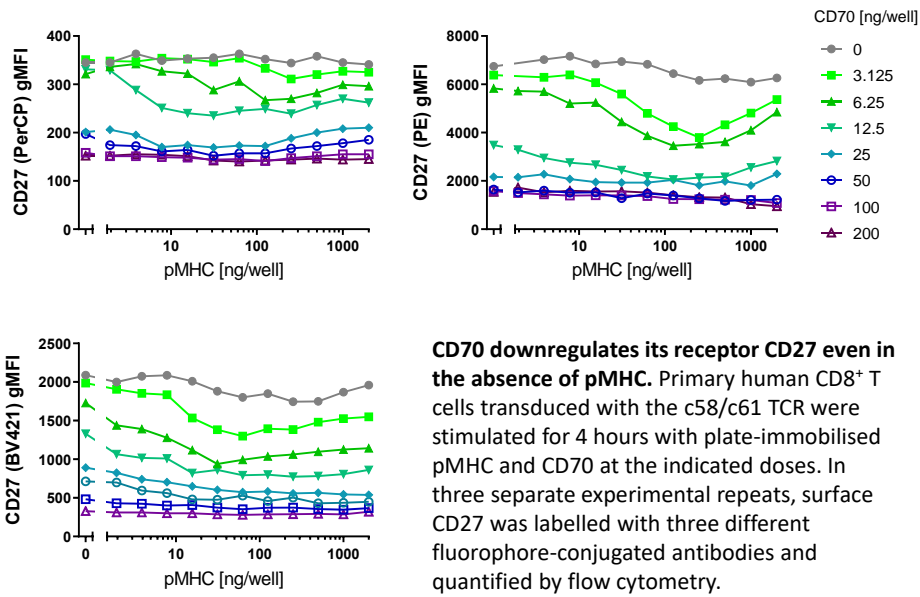 CD70 [ng/well]
0
3.125
6.25
12.5
25
50
100
200
400
300
200
100
0
CD27 (PerCP) gMFI
0
10
100
1000
pMHC [ng/well]
8000
6000
4000
2000
0
CD27 (PE) gMFI
0
10
100
1000
pMHC [ng/well]
2500
2000
1500
1000
500
0
CD27 (BV421) gMFI
0
10
100
1000
pMHC [ng/well]
CD70 downregulates its receptor CD27 even in
the absence of pMHC. Primary human CD8⁺ T
cells transduced with the c58/c61 TCR were
stimulated for 4 hours with plate-immobilised
pMHC and CD70 at the indicated doses. In
three separate experimental repeats, surface
CD27 was labelled with three different
fluorophore-conjugated antibodies and
quantified by flow cytometry.